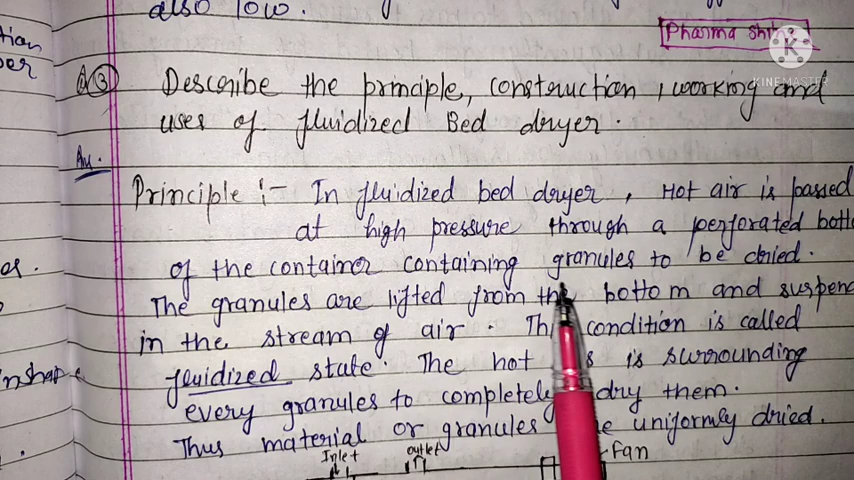 also low.
Pharma
KINEMASTER
Q③ Describe the principle, construction, working and
uses of fluidized Bed dryer.
Ans.
Principle :- In fluidized bed dryer, Hot air is passed
at high pressure through a perforated botto
of the container containing granules to be dried.
The granules are lifted from the bottom and suspend
in the stream of air. This condition is called
fluidized state. The hot is surrounding
every granules to completely dry them.
Thus material or granules uniformly dried.
Inlet
outlet
Fan